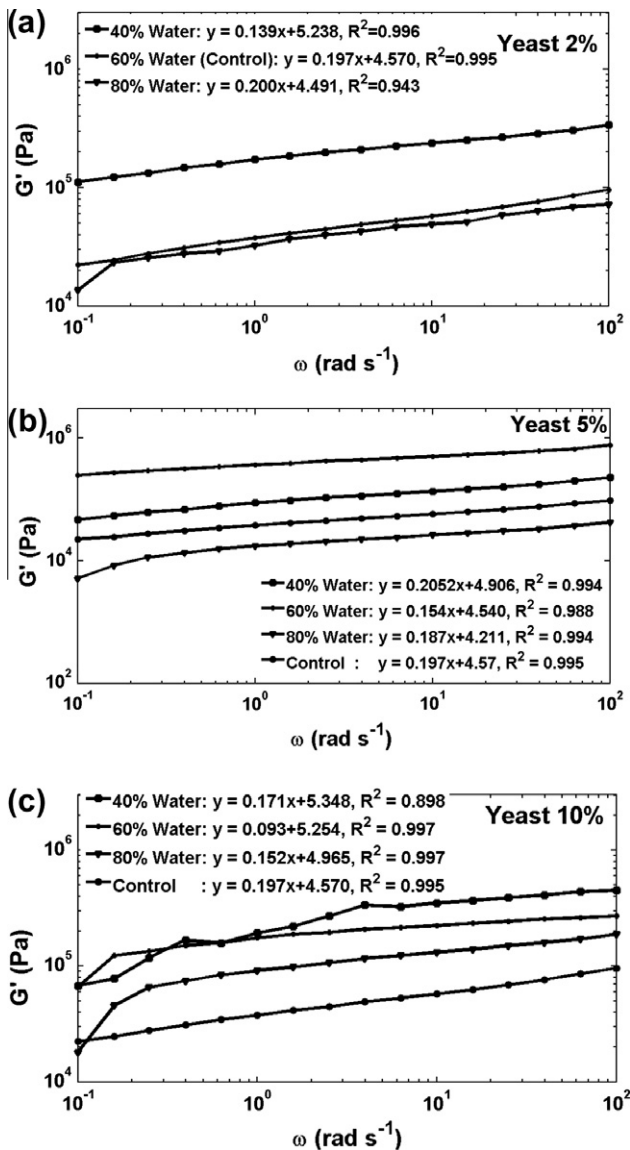 (a)
40% Water: y = 0.139x+5.238, R²=0.996
Yeast 2%
60% Water (Control): y = 0.197x+4.570, R²=0.995
80% Water: y = 0.200x+4.491, R²=0.943
10⁶
10⁵
10⁴
G' (Pa)
10⁻¹ 10⁰ 10¹ 10²
ω (rad s⁻¹)
(b)
Yeast 5%
10⁶
10⁴
10²
G' (Pa)
40% Water: y = 0.2052x+4.906, R² = 0.994
60% Water: y = 0.154x+4.540, R² = 0.988
80% Water: y = 0.187x+4.211, R² = 0.994
Control : y = 0.197x+4.57, R² = 0.995
10⁻¹ 10⁰ 10¹ 10²
ω (rad s⁻¹)
(c)
40% Water: y = 0.171x+5.348, R² = 0.898
Yeast 10%
60% Water: y = 0.093+5.254, R² = 0.997
80% Water: y = 0.152x+4.965, R² = 0.997
Control : y = 0.197x+4.570, R² = 0.995
10⁶
10⁵
10⁴
G' (Pa)
10⁻¹ 10⁰ 10¹ 10²
ω (rad s⁻¹)